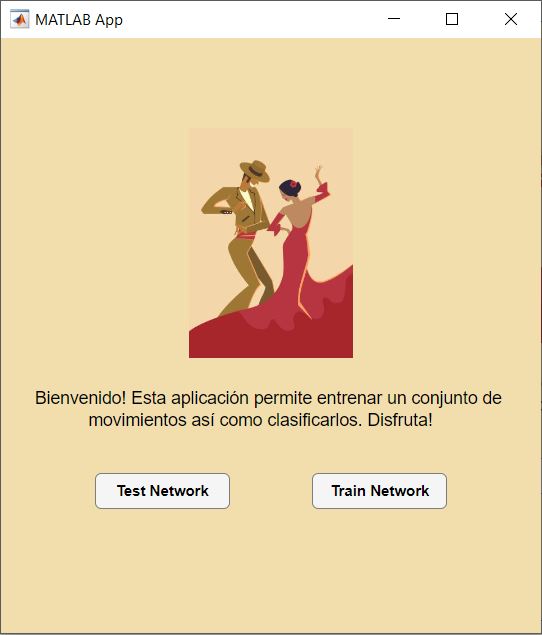 MATLAB App
Bienvenido! Esta aplicación permite entrenar un conjunto de
movimientos así como clasificarlos. Disfruta!
Test Network
Train Network